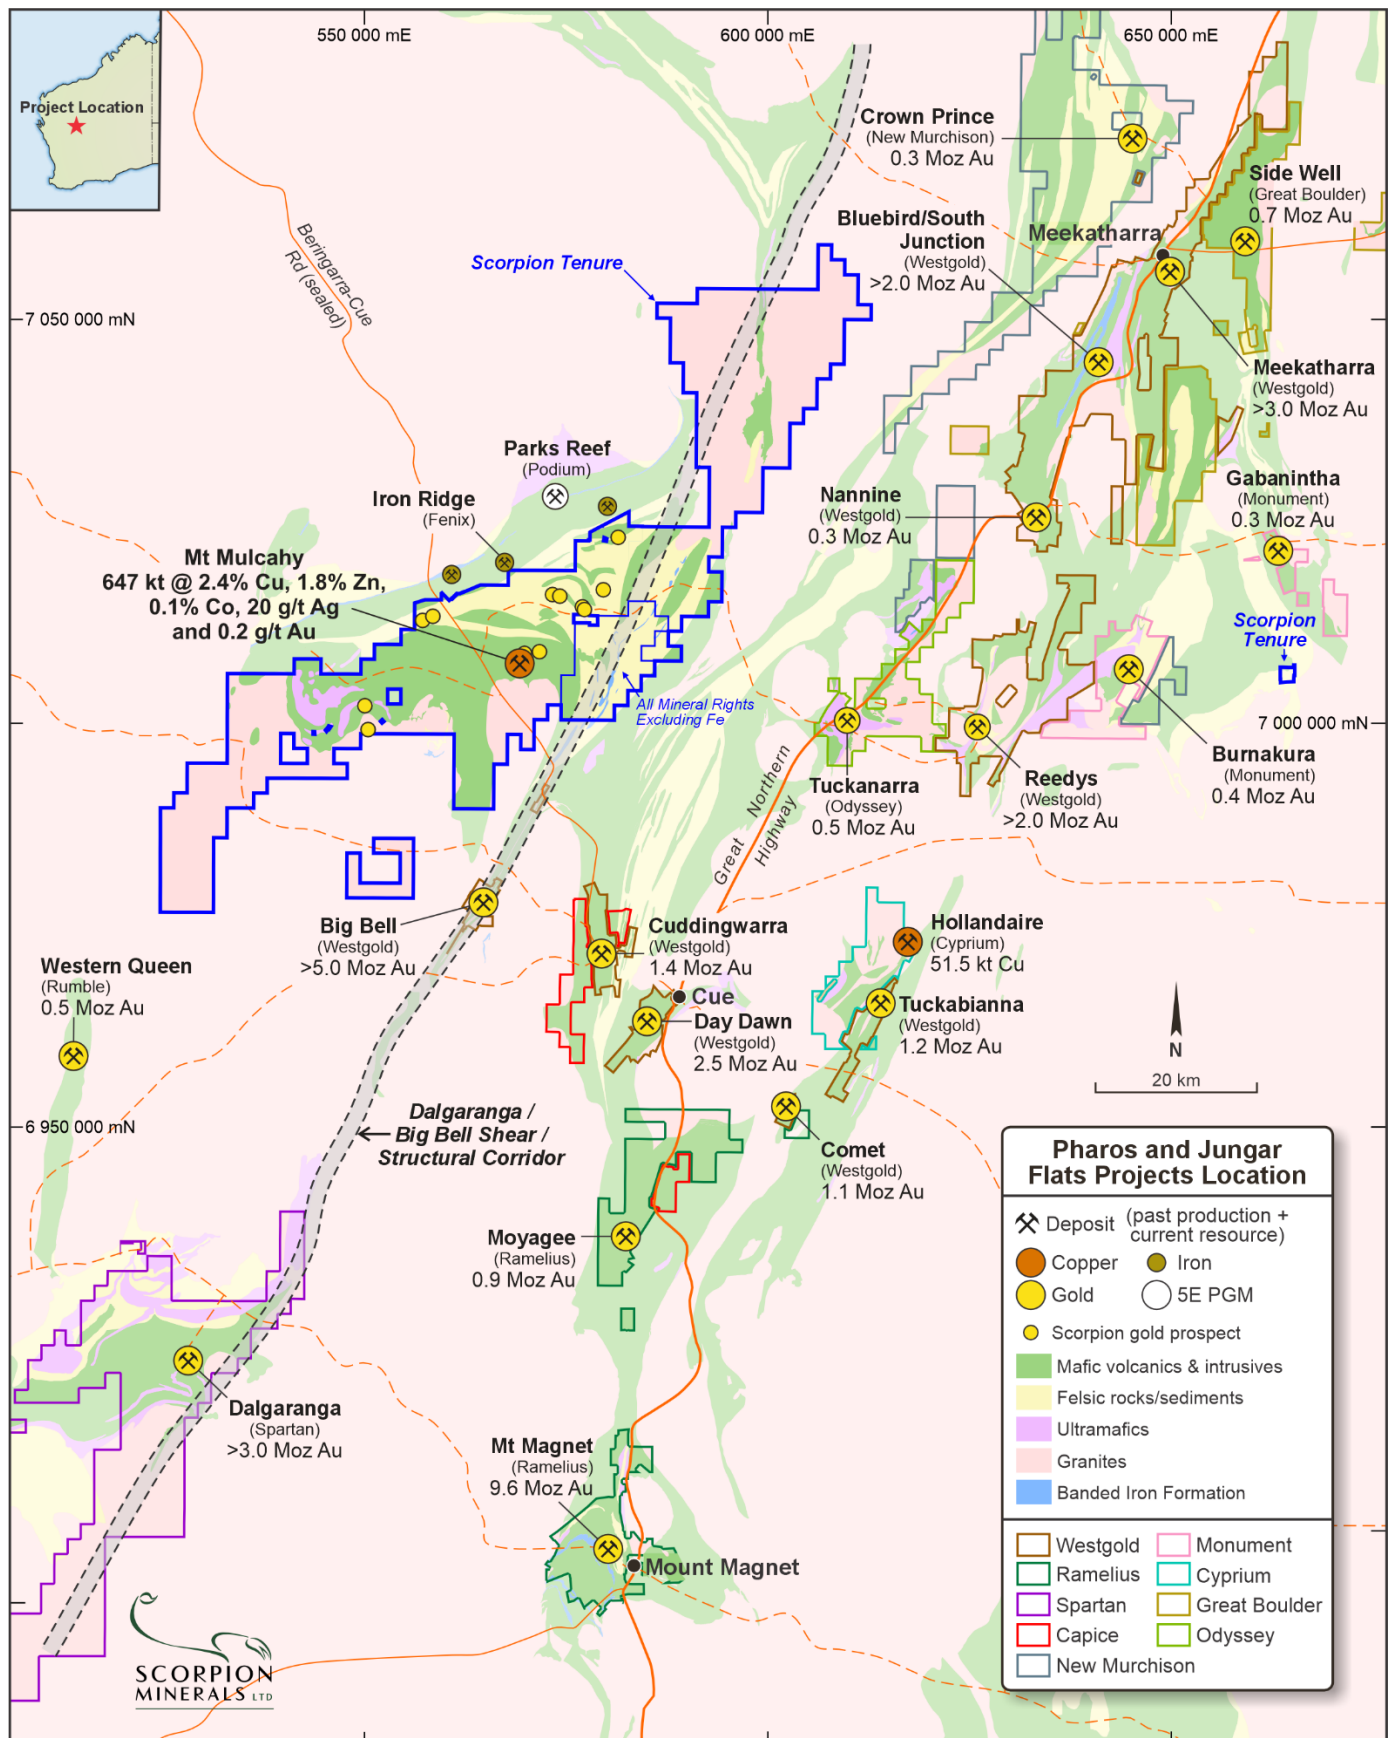 550 000 mE
600 000 mE
650 000 mE
Project Location
Crown Prince
(New Murchison)
0.3 Moz Au
Side Well
(Great Boulder)
0.7 Moz Au
Bluebird/South
Junction
(Westgold)
>2.0 Moz Au
Meekatharra
Beringarra-Cue
Rd (sealed)
Scorpion Tenure
7 050 000 mN
Meekatharra
(Westgold)
>3.0 Moz Au
Parks Reef
(Podium)
Iron Ridge
(Fenix)
Nannine
(Westgold)
0.3 Moz Au
Gabanintha
(Monument)
0.3 Moz Au
Mt Mulcahy
647 kt @ 2.4% Cu, 1.8% Zn,
0.1% Co, 20 g/t Ag
and 0.2 g/t Au
Scorpion
Tenure
All Mineral Rights
Excluding Fe
7 000 000 mN
Burnakura
(Monument)
0.4 Moz Au
Great Northern
Highway
Tuckanarra
(Odyssey)
0.5 Moz Au
Reedys
(Westgold)
>2.0 Moz Au
Big Bell
(Westgold)
>5.0 Moz Au
Cuddingwarra
(Westgold)
1.4 Moz Au
Hollandaire
(Cyprium)
51.5 kt Cu
Western Queen
(Rumble)
0.5 Moz Au
Cue
Day Dawn
(Westgold)
2.5 Moz Au
Tuckabianna
(Westgold)
1.2 Moz Au
N
20 km
6 950 000 mN
Dalgaranga /
Big Bell Shear /
Structural Corridor
Comet
(Westgold)
1.1 Moz Au
Moyagee
(Ramelius)
0.9 Moz Au
Dalgaranga
(Spartan)
>3.0 Moz Au
Mt Magnet
(Ramelius)
9.6 Moz Au
Mount Magnet
SCORPION
MINERALS LTD
Pharos and Jungar
Flats Projects Location
Deposit (past production +
current resource)
Copper
Iron
Gold
5E PGM
Scorpion gold prospect
Mafic volcanics & intrusives
Felsic rocks/sediments
Ultramafics
Granites
Banded Iron Formation
Westgold
Monument
Ramelius
Cyprium
Spartan
Great Boulder
Capice
Odyssey
New Murchison